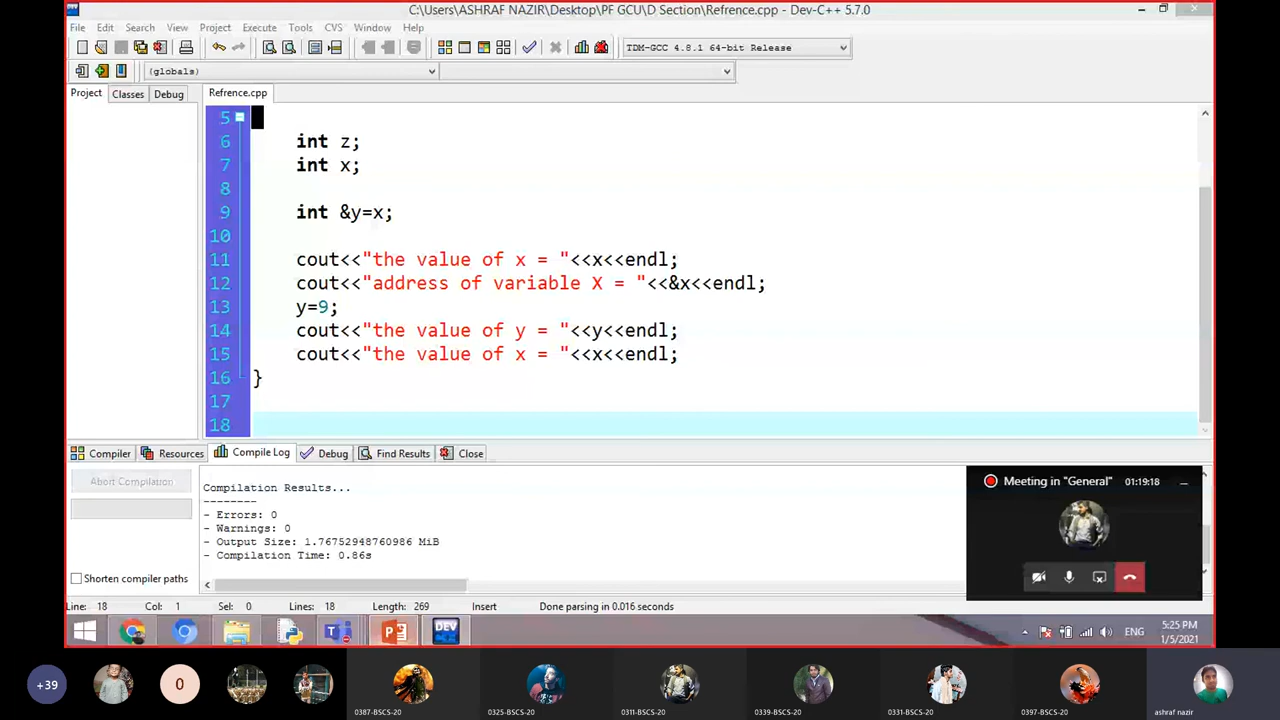 C:\Users\ASHRAF NAZIR\Desktop\PF GCU\D Section\Refrence.cpp - Dev-C++ 5.7.0
File Edit Search View Project Execute Tools CVS Window Help
TDM-GCC 4.8.1 64-bit Release
(globals)
Project Classes Debug Refrence.cpp
5
6 int z;
7 int x;
8
9 int &y=x;
10
11 cout<<"the value of x = "<<x<<endl;
12 cout<<"address of variable X = "<<&x<<endl;
13 y=9;
14 cout<<"the value of y = "<<y<<endl;
15 cout<<"the value of x = "<<x<<endl;
16 }
17
18
Compiler Resources Compile Log Debug Find Results Close
Abort Compilation
Compilation Results...
--------
- Errors: 0
- Warnings: 0
- Output Size: 1.76752948760986 MiB
- Compilation Time: 0.86s
Shorten compiler paths
Meeting in "General" 01:19:18
Line: 18 Col: 1 Sel: 0 Lines: 18 Length: 269 Insert Done parsing in 0.016 seconds
DEV
ENG
5:25 PM
1/5/2021
+39 0
0387-BSCS-20 0325-BSCS-20 0311-BSCS-20 0339-BSCS-20 0331-BSCS-20 0397-BSCS-20 ashraf nazir